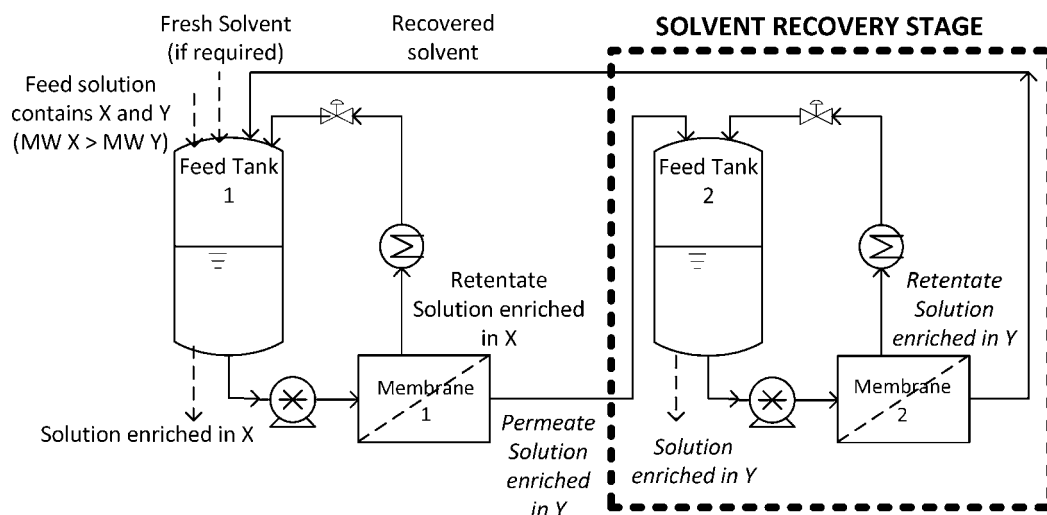 Fresh Solvent
(if required)
Recovered
solvent
SOLVENT RECOVERY STAGE
Feed solution
contains X and Y
(MW X > MW Y)
Feed Tank
1
Feed Tank
2
Retentate
Solution enriched
in X
Retentate
Solution
enriched in Y
Membrane
1
Membrane
2
Solution enriched in X
Permeate
Solution
enriched
in Y
Solution
enriched in Y